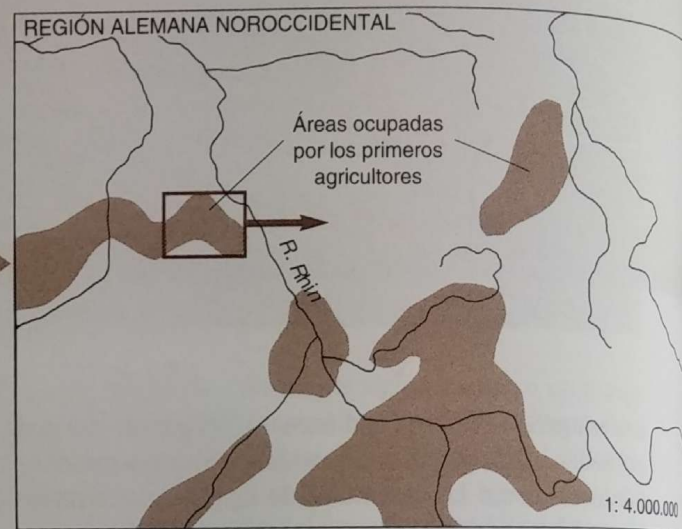 REGIÓN ALEMANA NOROCCIDENTAL
Áreas ocupadas
por los primeros
agricultores
R. Rhin
1: 4.000.000